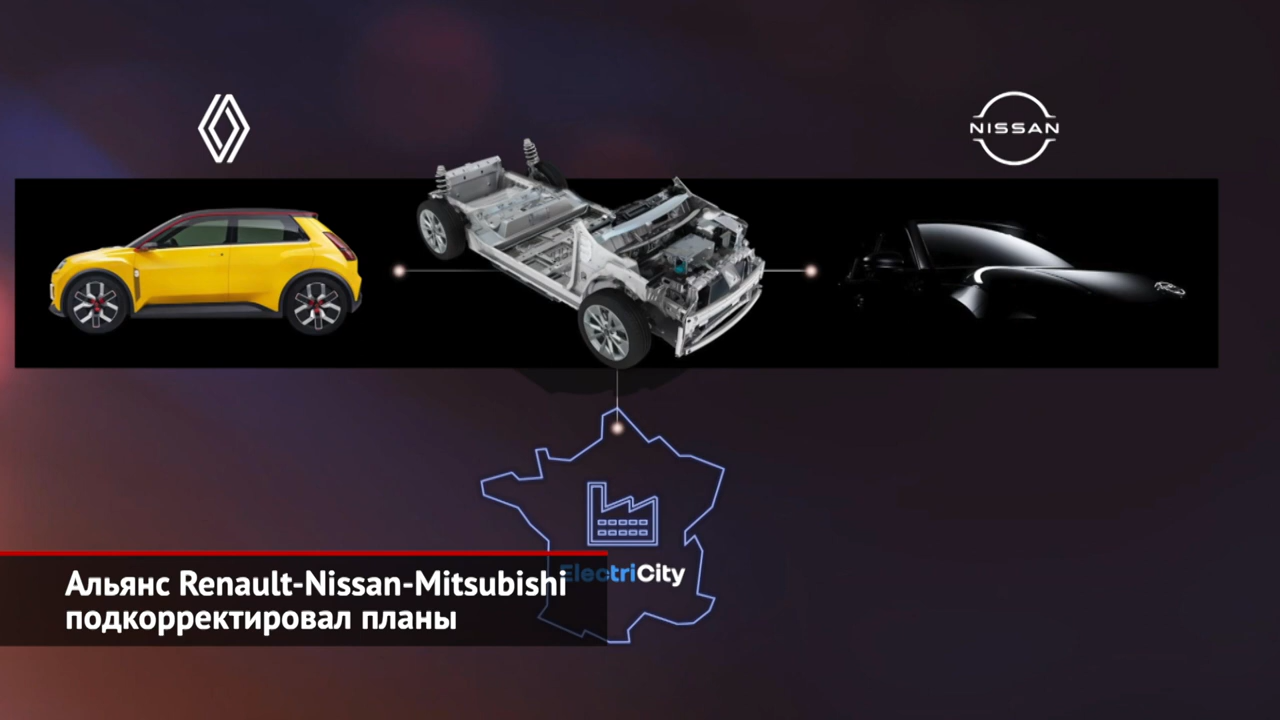 NISSAN
ElectriCity
Альянс Renault-Nissan-Mitsubishi
подкорректировал планы